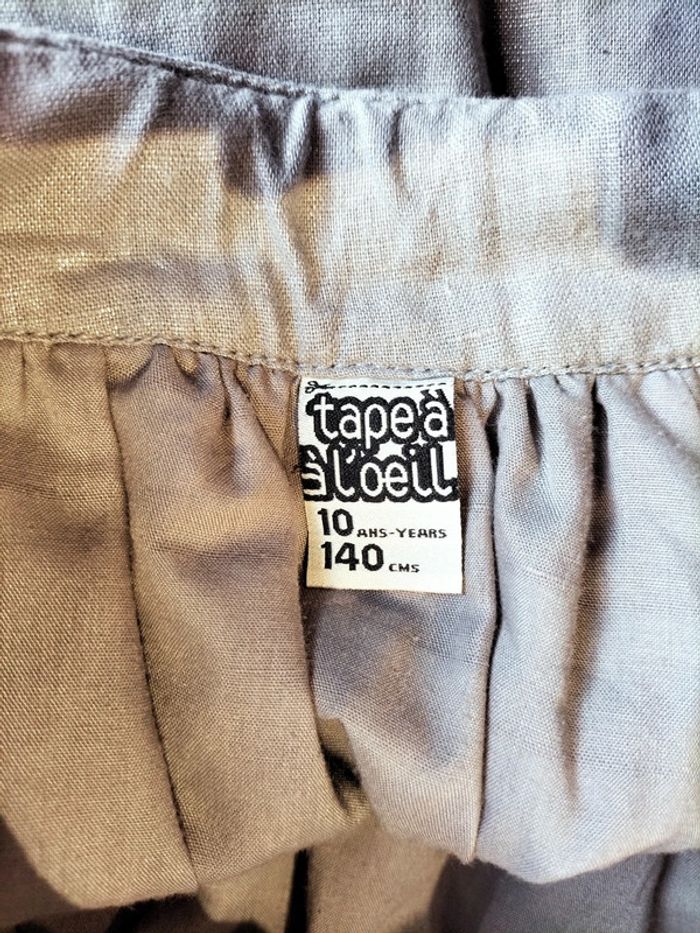 tape à
à l'oeil
10 ANS-YEARS
140 CMS